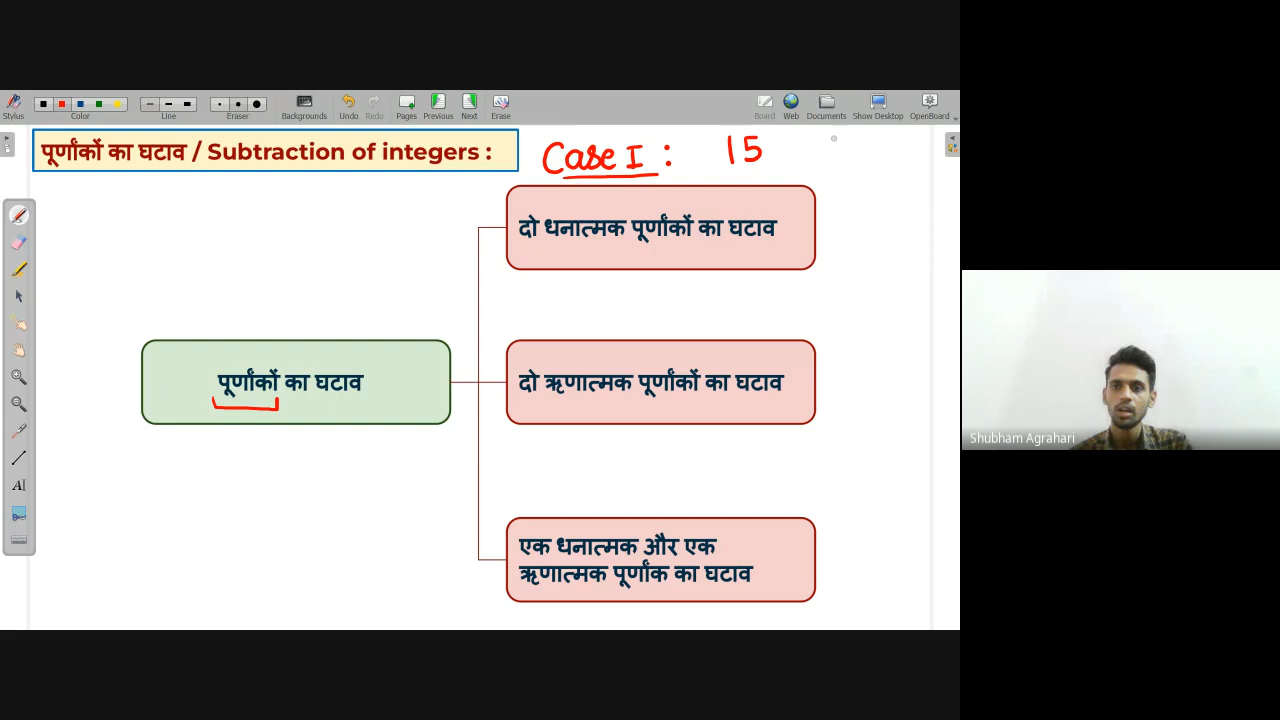 Stylus
Color
Line
Eraser
Backgrounds
Undo
Redo
Pages
Previous
Next
Erase
Board
Web
Documents
Show Desktop
OpenBoard
पूर्णांकों का घटाव / Subtraction of integers :
Case I : 15
दो धनात्मक पूर्णांकों का घटाव
पूर्णांकों का घटाव
दो ऋणात्मक पूर्णांकों का घटाव
एक धनात्मक और एक
ऋणात्मक पूर्णांक का घटाव
AI
Shubham Agrahari